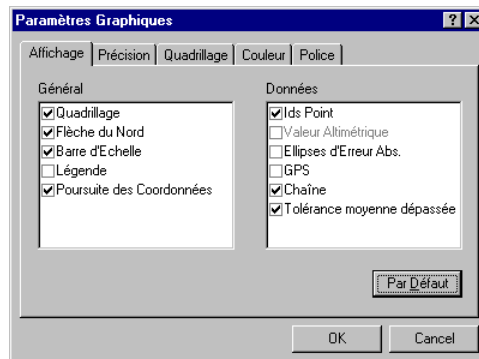 Paramètres Graphiques
Affichage Précision Quadrillage Couleur Police
Général
Quadrillage
Flèche du Nord
Barre d'Echelle
Légende
Poursuite des Coordonnées
Données
Ids Point
Valeur Altimétrique
Ellipses d'Erreur Abs.
GPS
Chaîne
Tolérance moyenne dépassée
Par Défaut
OK Cancel